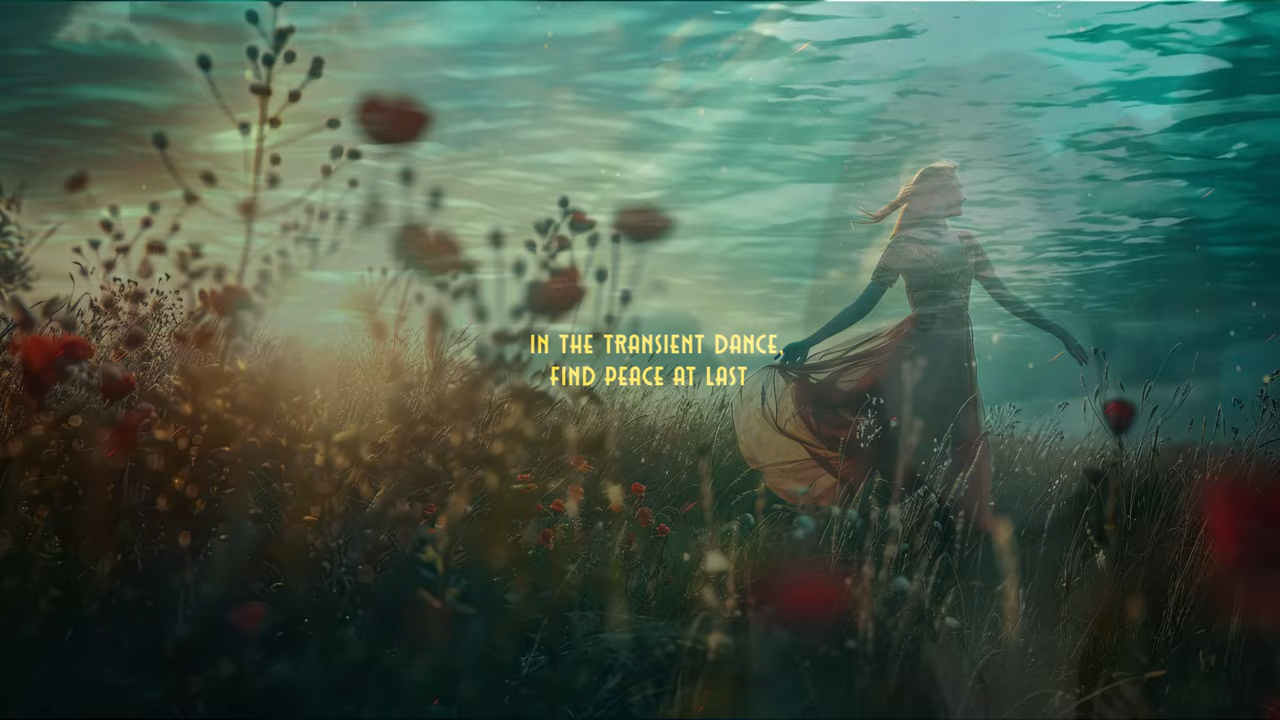 IN THE TRANSIENT DANCE,
FIND PEACE AT LAST